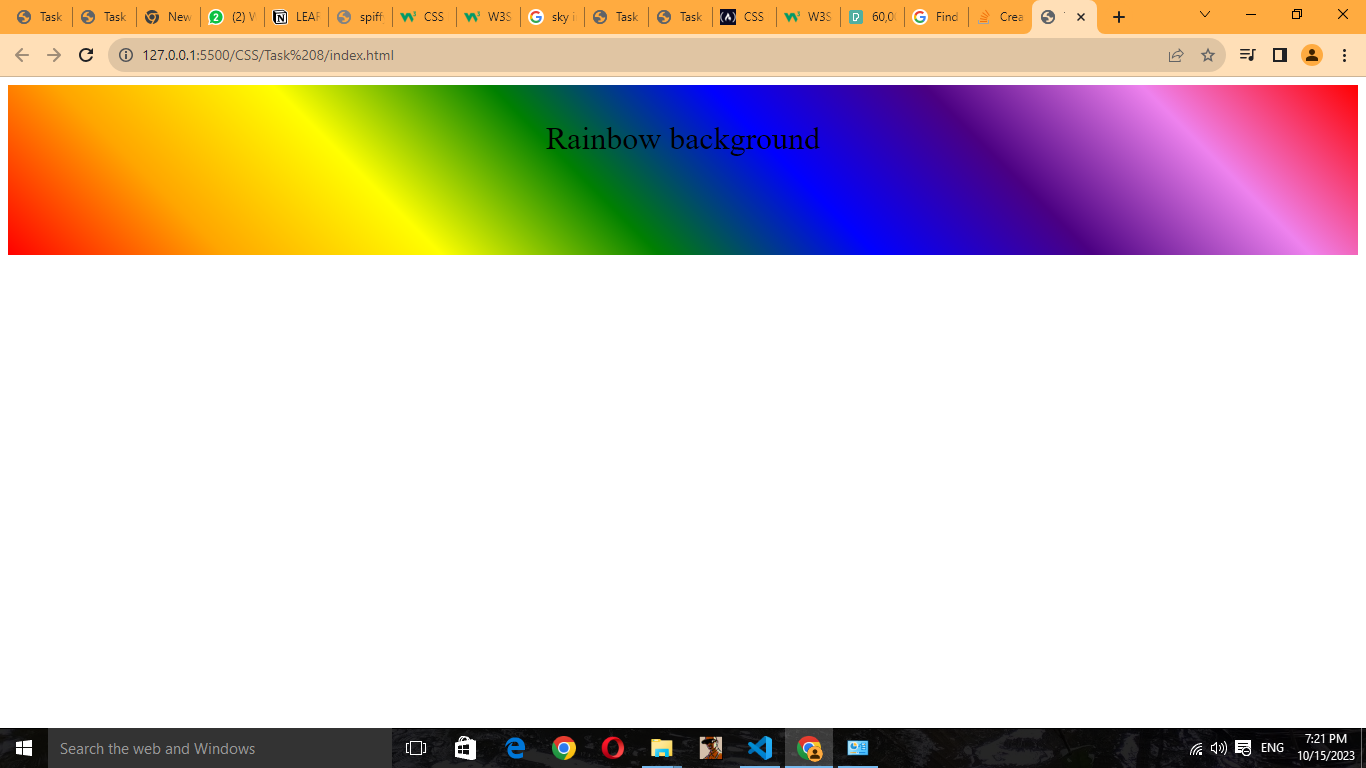 Task
Task
New
(2) W
LEAF
spiff
CSS
W3S
sky i
Task
Task
CSS
W3S
60,0
Find
Crea
127.0.0.1:5500/CSS/Task%208/index.html
Rainbow background
Search the web and Windows
ENG
7:21 PM
10/15/2023